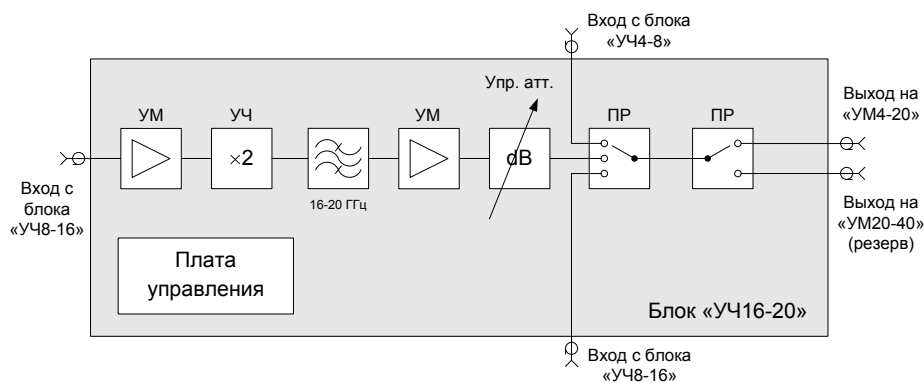 Вход с блока
«УЧ4-8»
Упр. атт.
Выход на
«УМ4-20»
УМ
УЧ
УМ
ПР
ПР
×2
dB
Вход с
блока
«УЧ8-16»
16-20 ГГц
Выход на
«УМ20-40»
(резерв)
Плата
управления
Блок «УЧ16-20»
Вход с блока
«УЧ8-16»